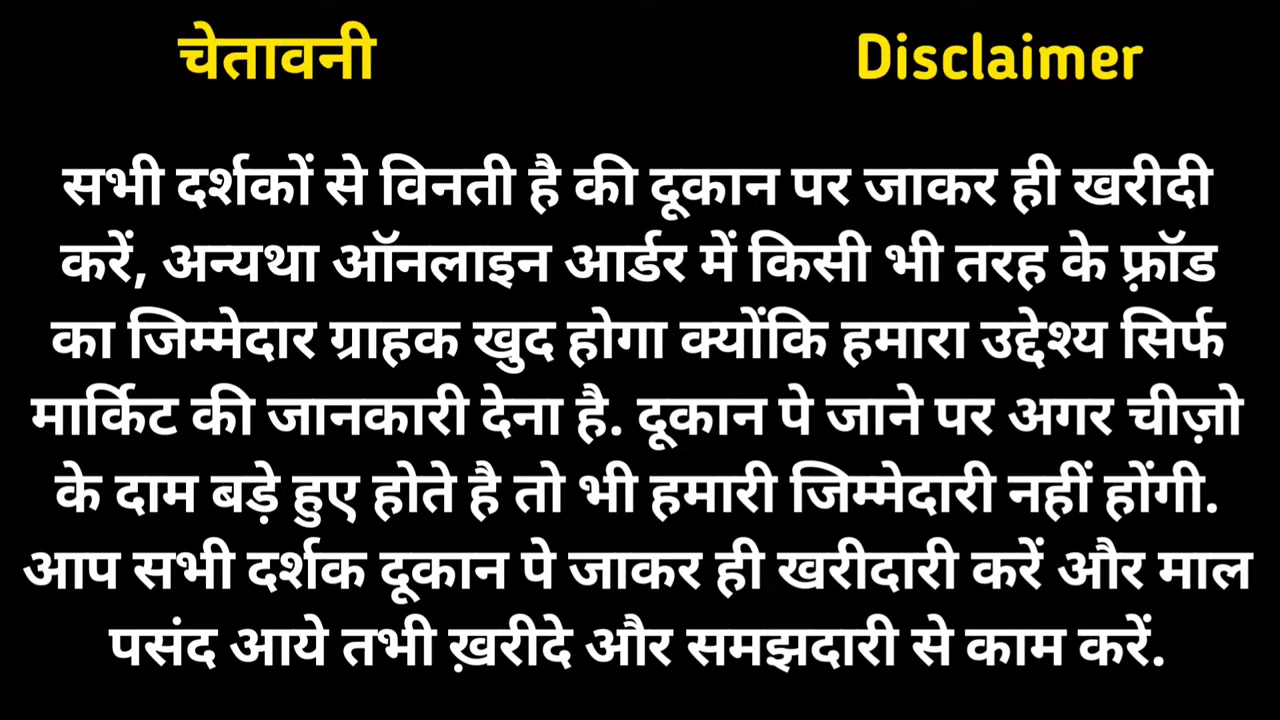 चेतावनी Disclaimer
सभी दर्शकों से विनती है की दूकान पर जाकर ही खरीदी
करें, अन्यथा ऑनलाइन आर्डर में किसी भी तरह के फ़्रॉड
का जिम्मेदार ग्राहक खुद होगा क्योंकि हमारा उद्देश्य सिर्फ
मार्किट की जानकारी देना है. दूकान पे जाने पर अगर चीज़ो
के दाम बड़े हुए होते है तो भी हमारी जिम्मेदारी नहीं होंगी.
आप सभी दर्शक दूकान पे जाकर ही खरीदारी करें और माल
पसंद आये तभी ख़रीदे और समझदारी से काम करें.